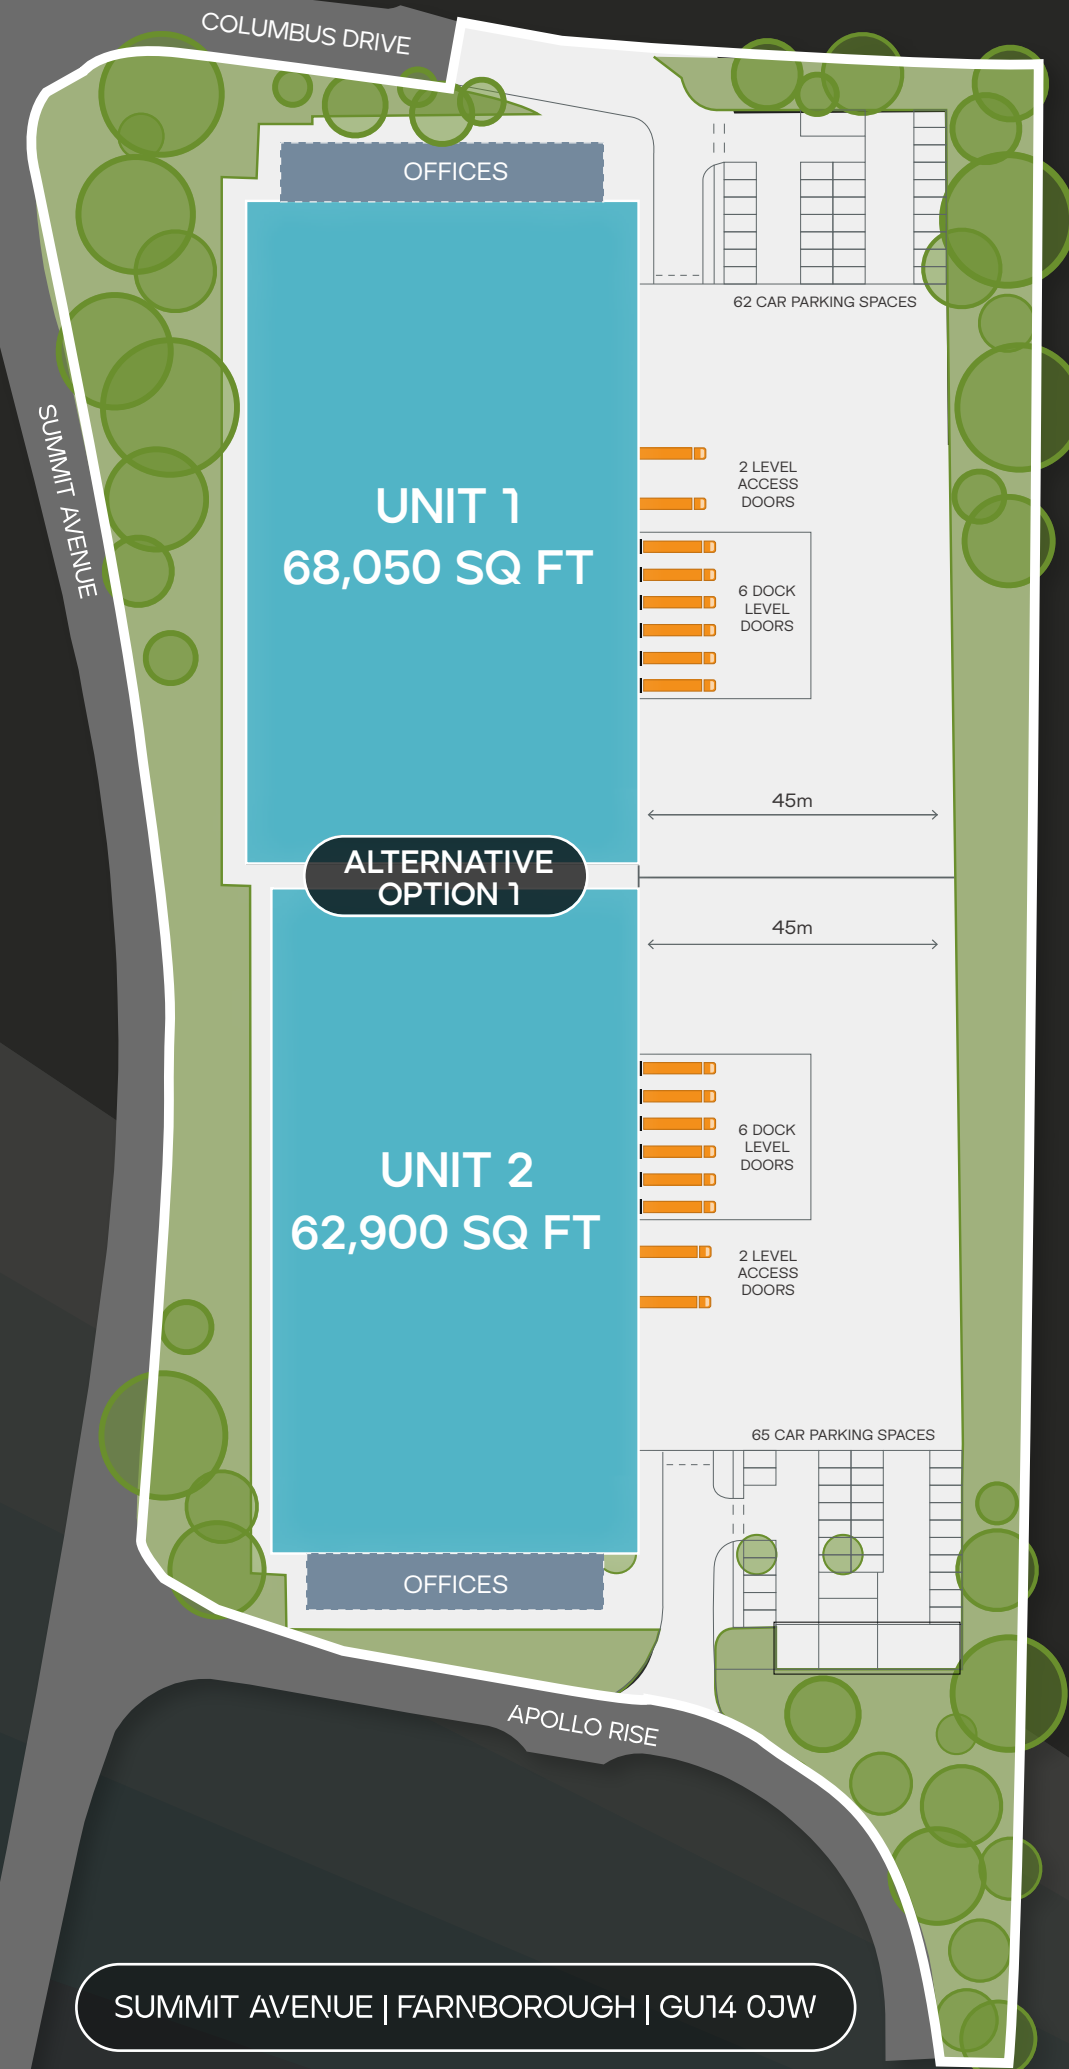 COLUMBUS DRIVE
OFFICES
62 CAR PARKING SPACES
SUMMIT AVENUE
2 LEVEL
ACCESS
DOORS
UNIT 1
68,050 SQ FT
6 DOCK
LEVEL
DOORS
45m
ALTERNATIVE
OPTION 1
45m
6 DOCK
LEVEL
DOORS
UNIT 2
62,900 SQ FT
2 LEVEL
ACCESS
DOORS
65 CAR PARKING SPACES
OFFICES
APOLLO RISE
SUMMIT AVENUE | FARNBOROUGH | GU14 0JW